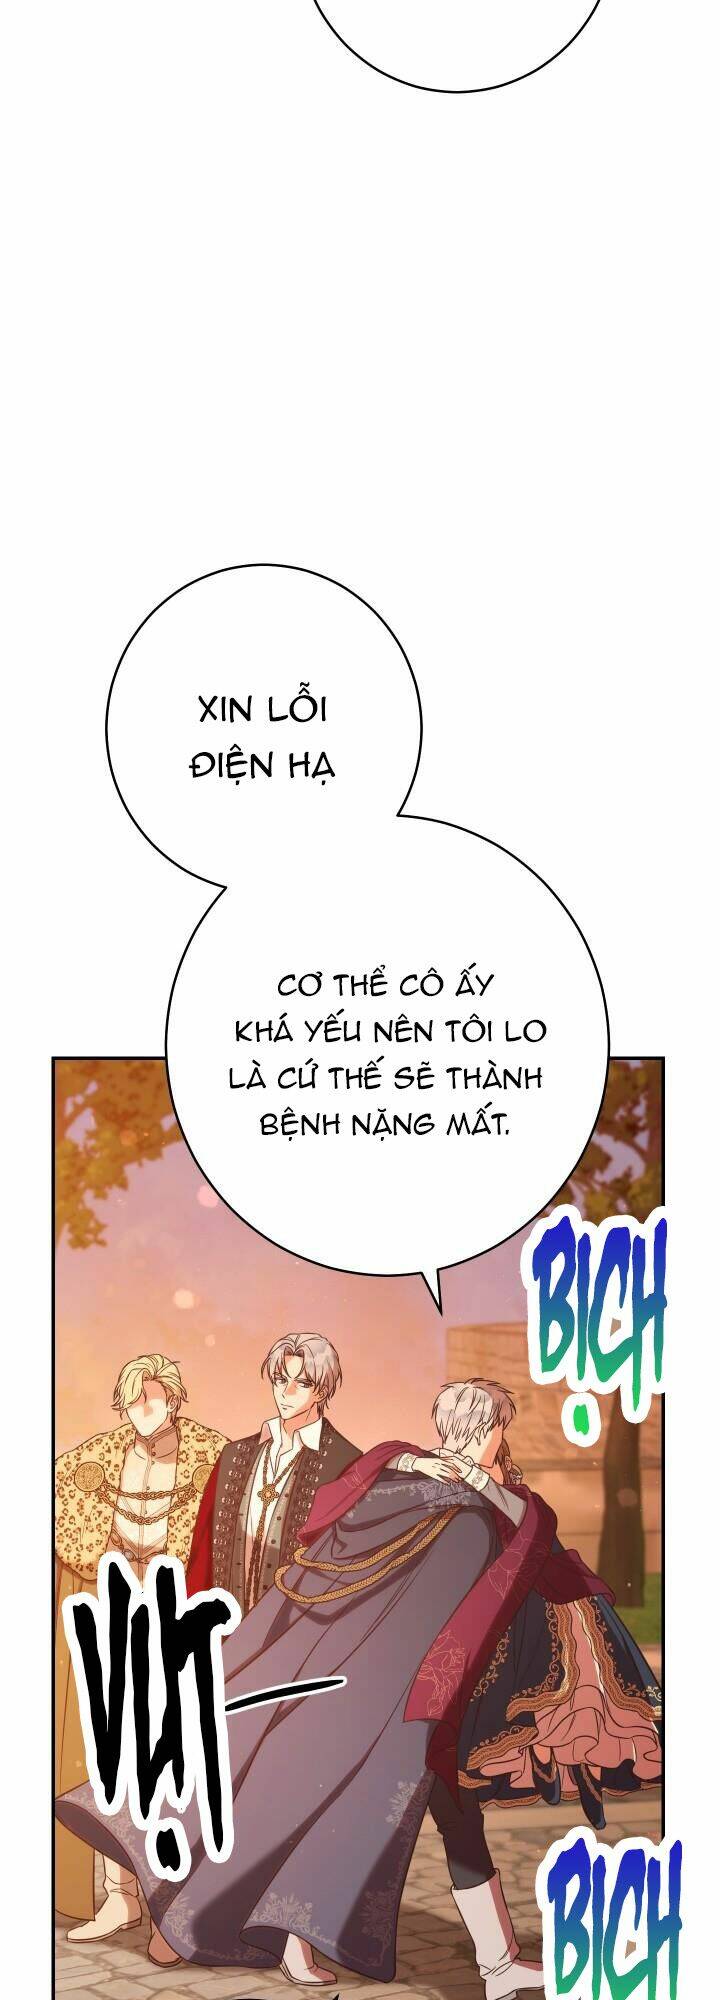 XIN LỖI
ĐIỆN HẠ
CƠ THỂ CÔ ẤY
KHÁ YẾU NÊN TÔI LO
LÀ CỨ THẾ SẼ THÀNH
BỆNH NẶNG MẤT.
BỊCH
VỤT
BỊCH